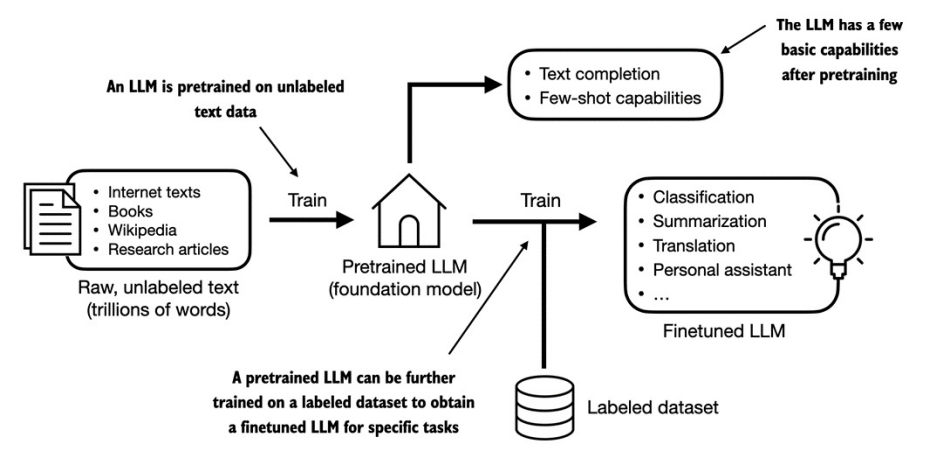 The LLM has a few
basic capabilities
after pretraining
• Text completion
• Few-shot capabilities
An LLM is pretrained on unlabeled
text data
• Internet texts
• Books
• Wikipedia
• Research articles
Raw, unlabeled text
(trillions of words)
Train
Pretrained LLM
(foundation model)
Train
• Classification
• Summarization
• Translation
• Personal assistant
• ...
Finetuned LLM
A pretrained LLM can be further
trained on a labeled dataset to obtain
a finetuned LLM for specific tasks
Labeled dataset